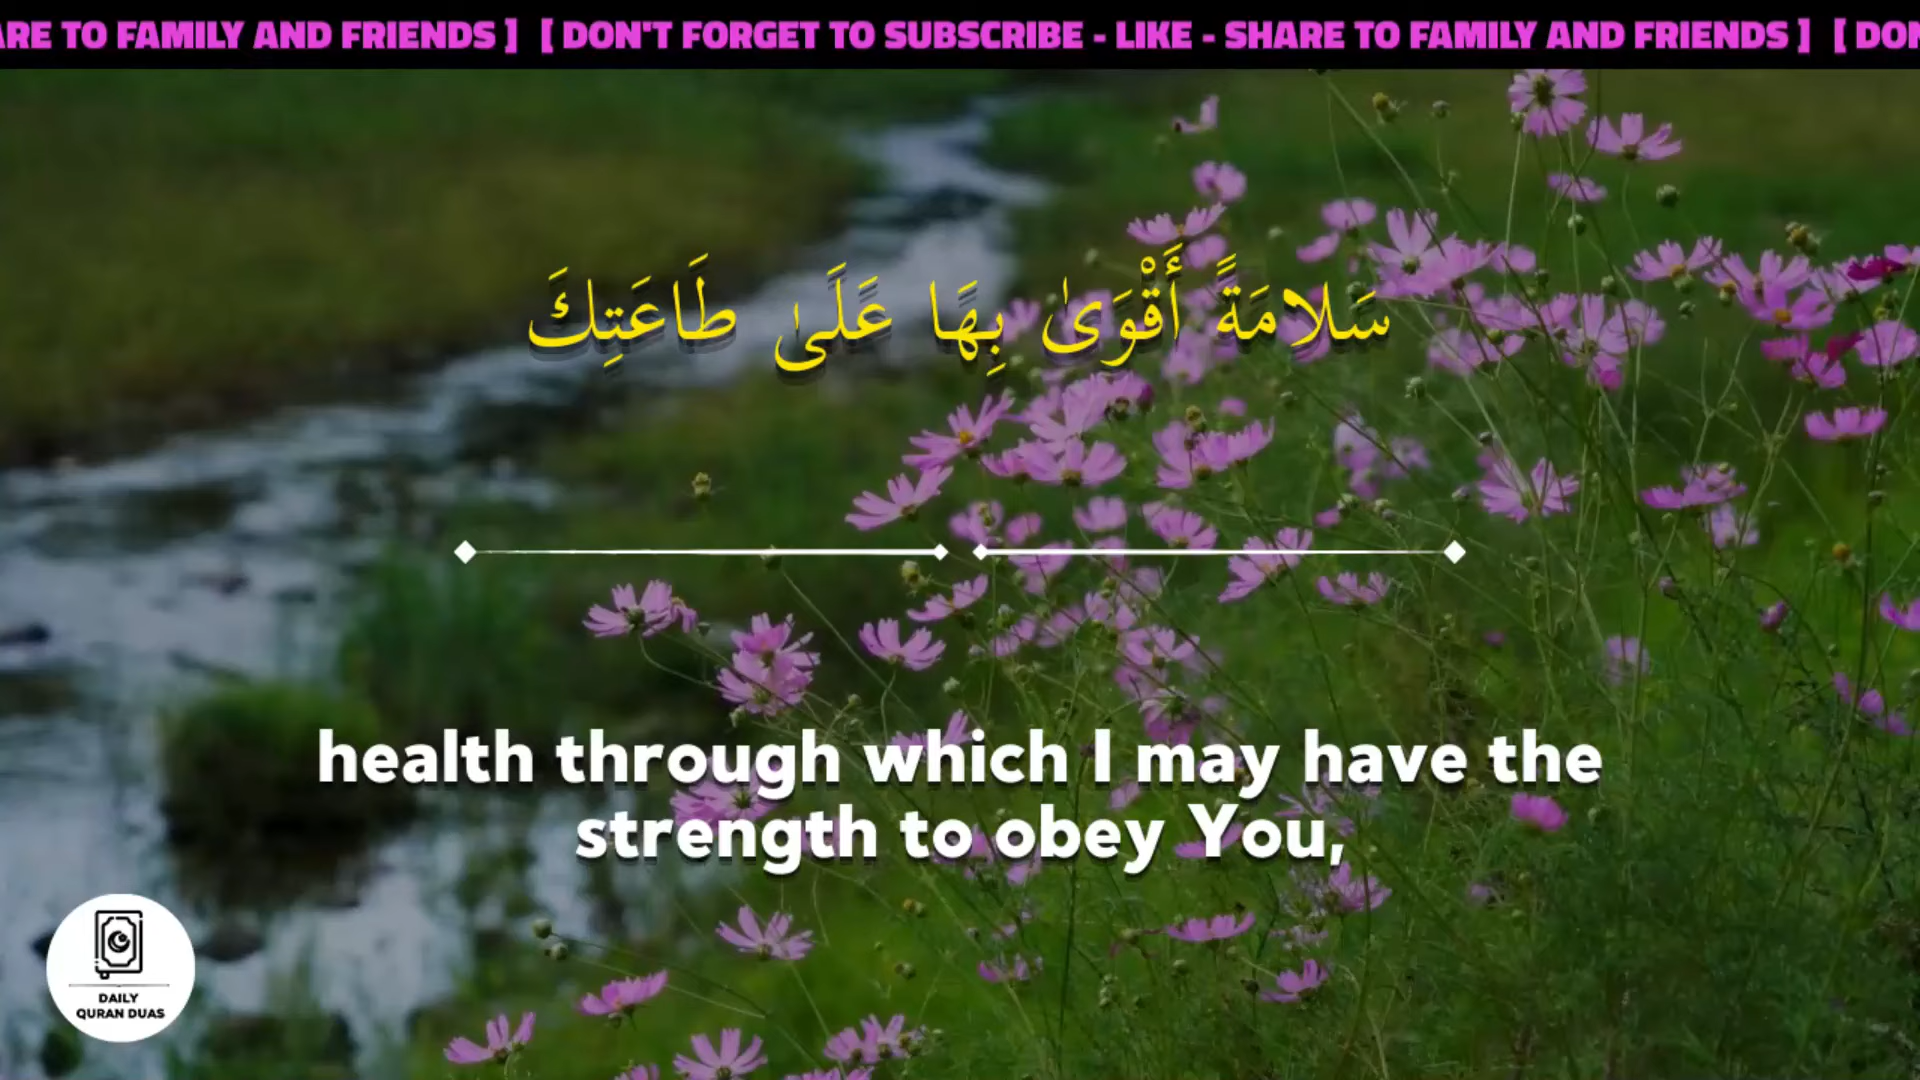 ARE TO FAMILY AND FRIENDS ] [ DON'T FORGET TO SUBSCRIBE - LIKE - SHARE TO FAMILY AND FRIENDS ] [ DON
سَلامَةً أَقْوَىٰ بِهَا عَلَىٰ طَاعَتِكَ
health through which I may have the
strength to obey You,
DAILY
QURAN DUAS